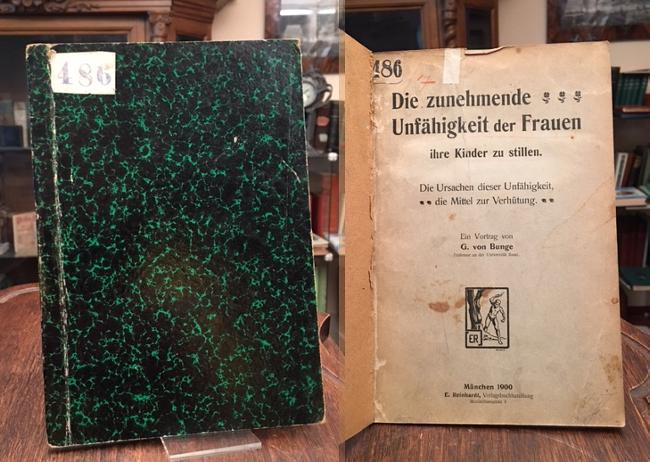 486
486
Die zunehmende
Unfähigkeit der Frauen
ihre Kinder zu stillen.
Die Ursachen dieser Unfähigkeit,
die Mittel zur Verhütung.
Ein Vortrag von
G. von Bunge
Professor an der Universität Basel.
ER
München 1900
E. Reinhardt, Verlagsbuchhandlung